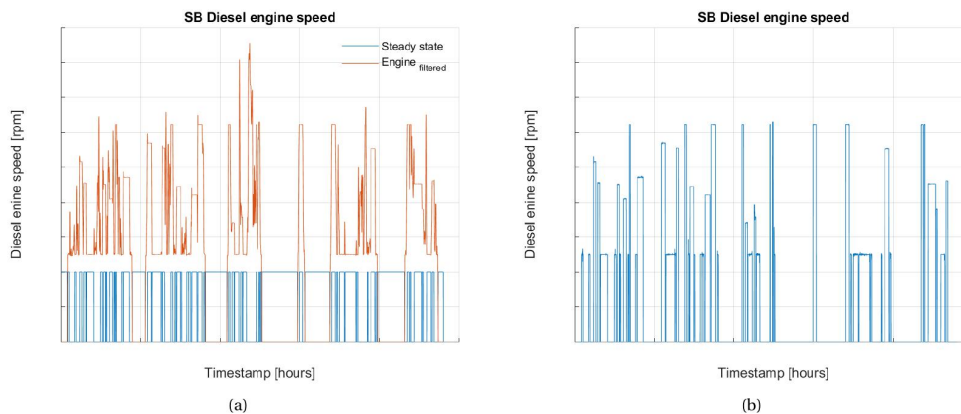 SB Diesel engine speed
Diesel enine speed [rpm]
Steady state
Engine filtered
Timestamp [hours]
(a)
SB Diesel engine speed
Diesel engine speed [rpm]
Timestamp [hours]
(b)